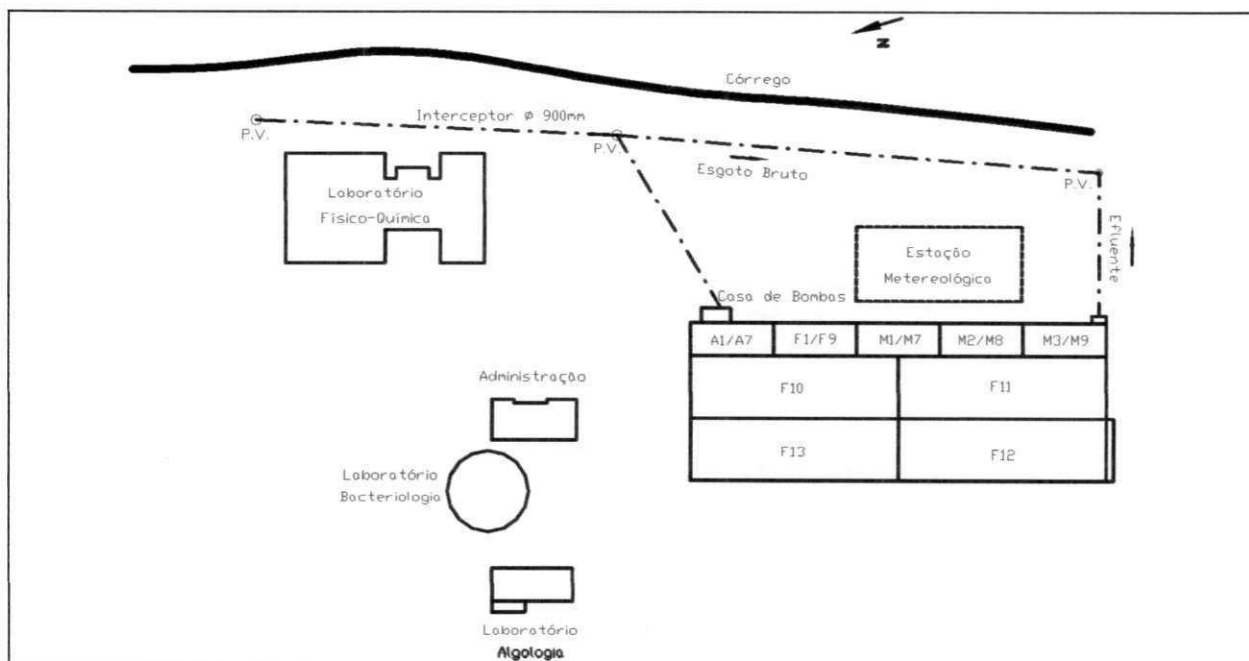 N
Córrego
Interceptor ø 900mm
P.V.
P.V.
Esgoto Bruto
P.V.
Laboratório
Físico-Química
Efluente
Estação
Metereológica
Casa de Bombas
A1/A7
F1/F9
M1/M7
M2/M8
M3/M9
F10
F11
Administração
F13
F12
Laboratório
Bacteriologia
Laboratório
Algologia